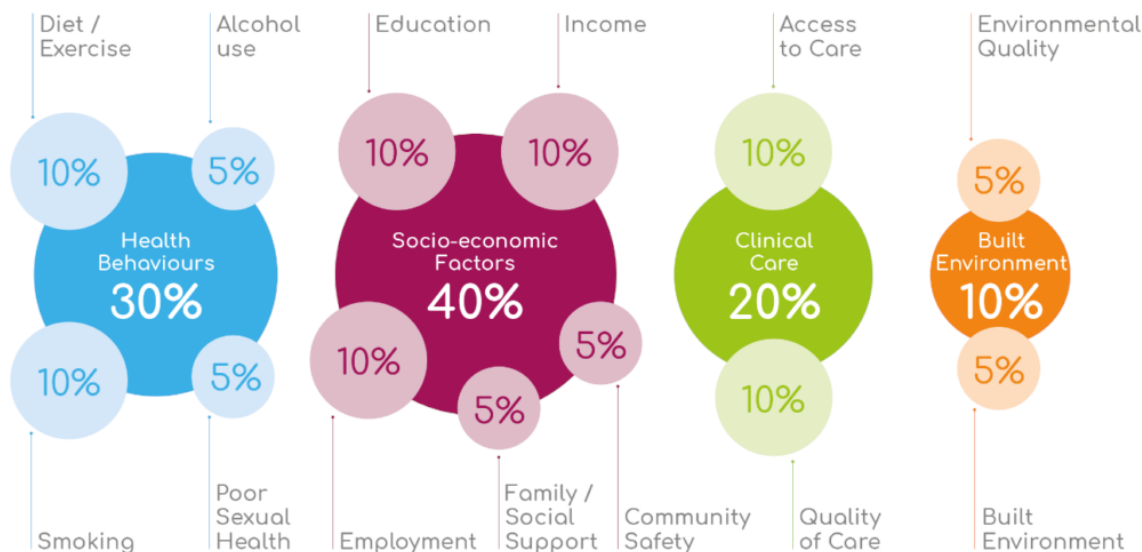 Diet /
Exercise
Alcohol
use
Education
Income
Access
to Care
Environmental
Quality
10%
5%
10%
10%
10%
5%
Health
Behaviours
30%
Socio-economic
Factors
40%
Clinical
Care
20%
Built
Environment
10%
10%
5%
10%
5%
5%
10%
5%
Smoking
Poor
Sexual
Health
Employment
Family /
Social
Support
Community
Safety
Quality
of Care
Built
Environment